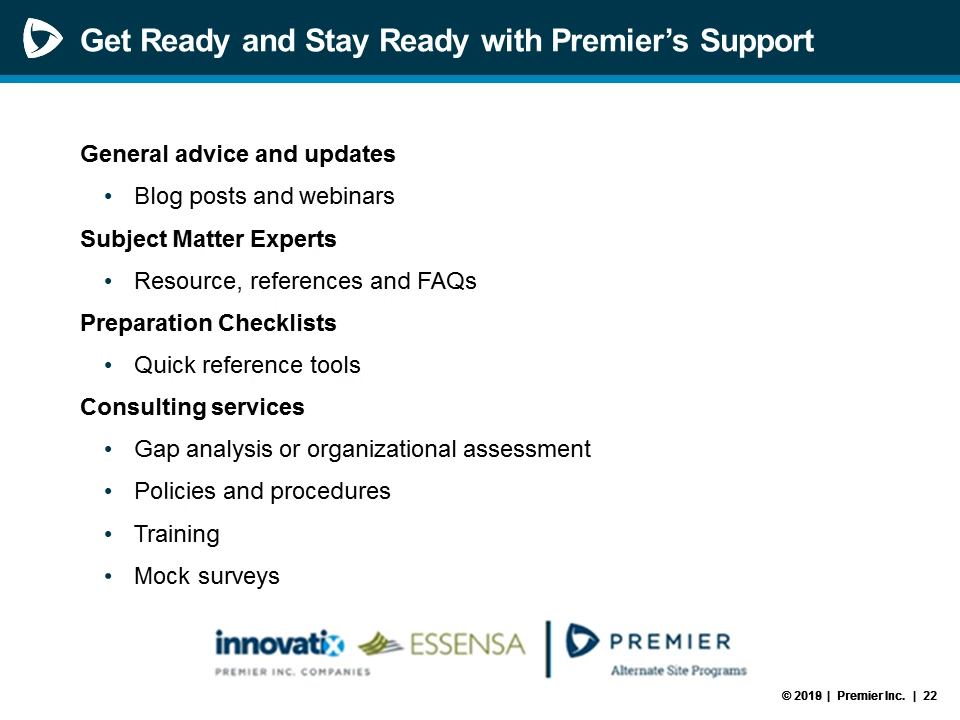 Get Ready and Stay Ready with Premier's Support
General advice and updates
• Blog posts and webinars
Subject Matter Experts
• Resource, references and FAQs
Preparation Checklists
• Quick reference tools
Consulting services
• Gap analysis or organizational assessment
• Policies and procedures
• Training
• Mock surveys
innovatix ESSENSA PREMIER
PREMIER INC. COMPANIES Alternate Site Programs
© | Premier Inc. | 22